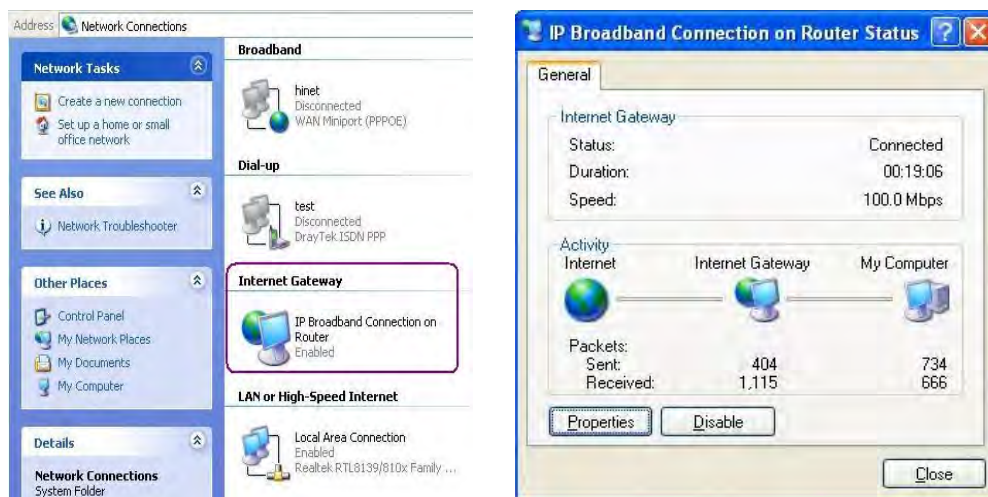 Address Network Connections
Network Tasks
Create a new connection
Set up a home or small
office network
See Also
Network Troubleshooter
Other Places
Control Panel
My Network Places
My Documents
My Computer
Details
Network Connections
System Folder
Broadband
hinet
Disconnected
WAN Miniport (PPPOE)
Dial-up
test
Disconnected
DrayTek ISDN PPP
Internet Gateway
IP Broadband Connection on
Router
Enabled
LAN or High-Speed Internet
Local Area Connection
Enabled
Realtek RTL8139/810x Family ...
IP Broadband Connection on Router Status
General
Internet Gateway
Status: Connected
Duration: 00:19:06
Speed: 100.0 Mbps
Activity
Internet Internet Gateway My Computer
Packets:
Sent: 404 734
Received: 1,115 666
Properties Disable
Close